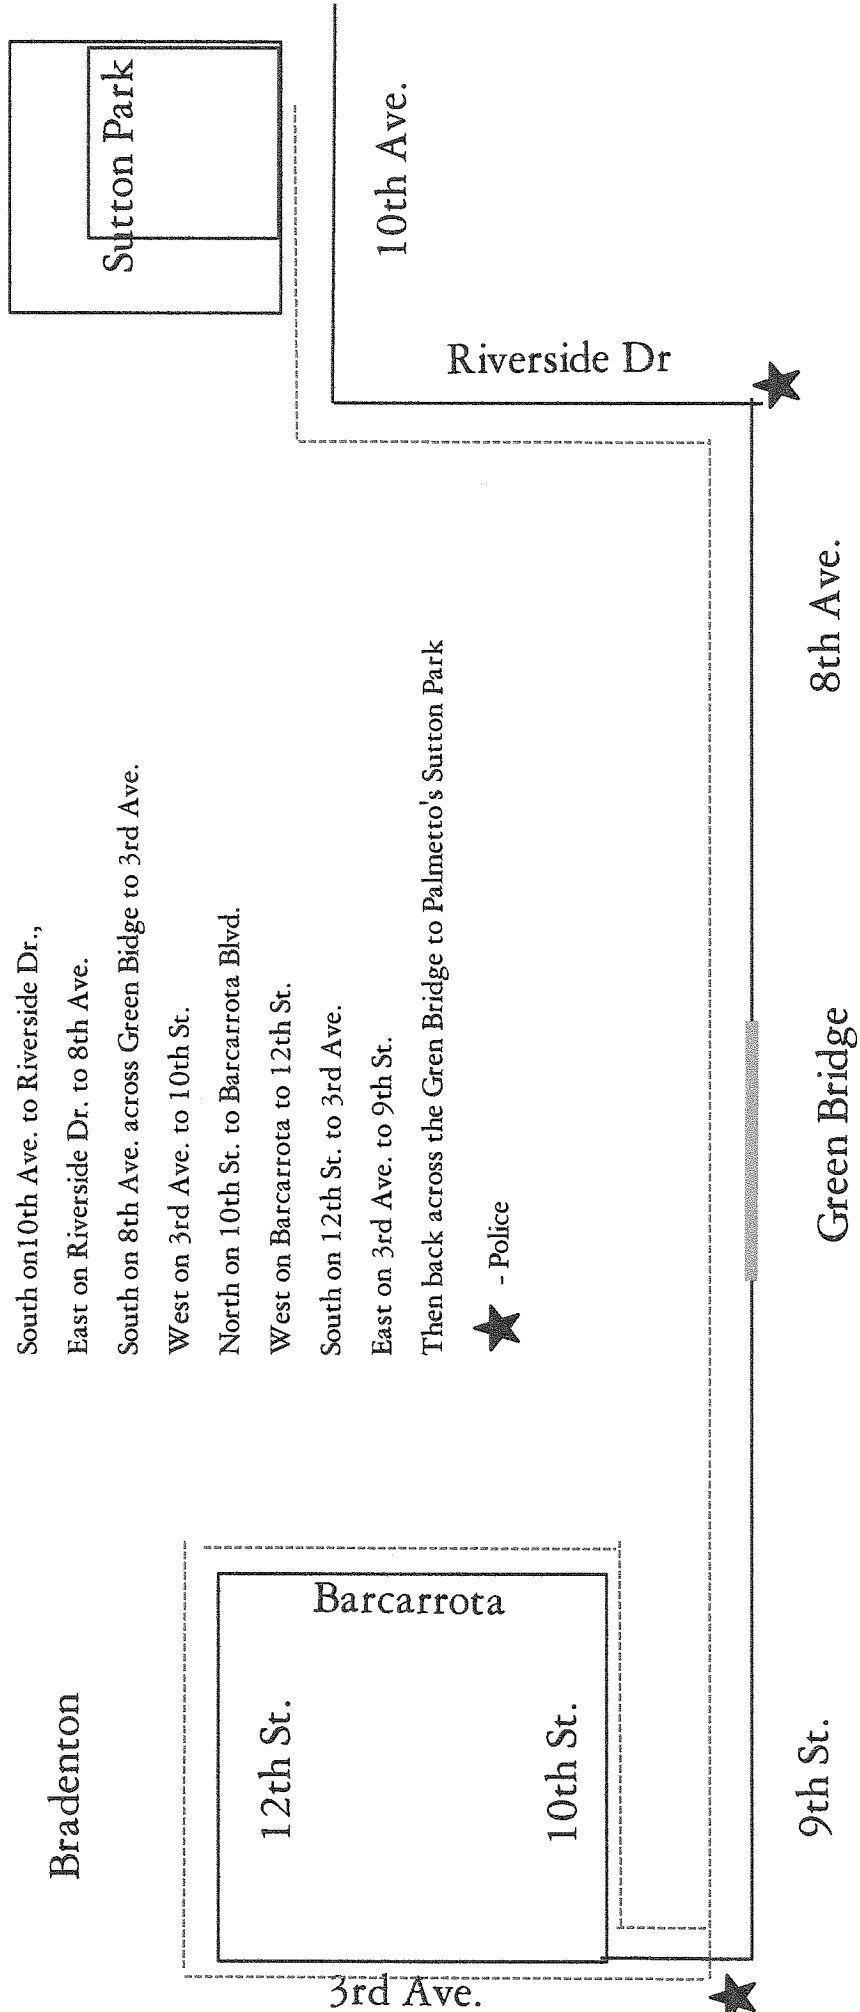 Sutton Park
10th Ave.
Riverside Dr
8th Ave.
South on10th Ave. to Riverside Dr.,
East on Riverside Dr. to 8th Ave.
South on 8th Ave. across Green Bidge to 3rd Ave.
West on 3rd Ave. to 10th St.
North on 10th St. to Barcarrota Blvd.
West on Barcarrota to 12th St.
South on 12th St. to 3rd Ave.
East on 3rd Ave. to 9th St.
Then back across the Gren Bridge to Palmetto's Sutton Park
- Police
Green Bridge
Bradenton
Barcarrota
12th St.
10th St.
9th St.
3rd Ave.